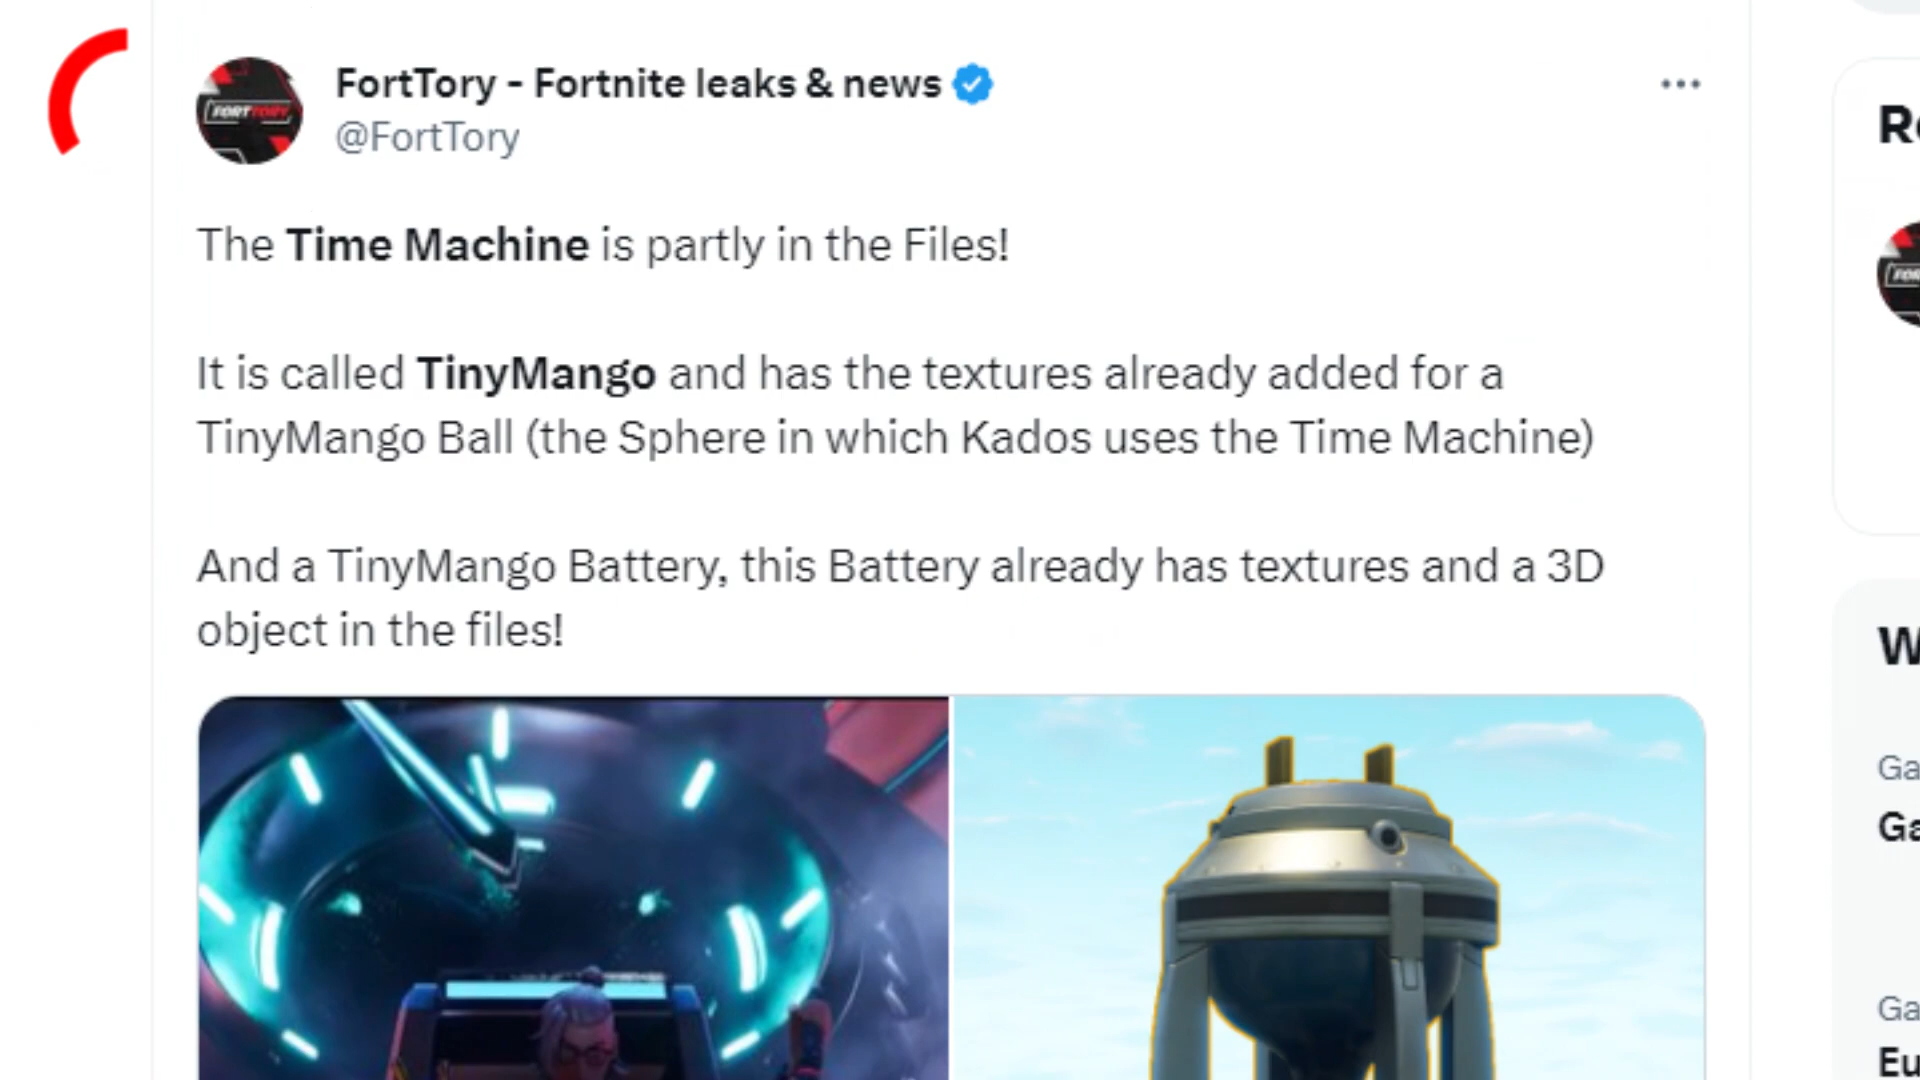 FortTory - Fortnite leaks & news
@FortTory
The Time Machine is partly in the Files!
It is called TinyMango and has the textures already added for a
TinyMango Ball (the Sphere in which Kados uses the Time Machine)
And a TinyMango Battery, this Battery already has textures and a 3D
object in the files!
FORTTORY